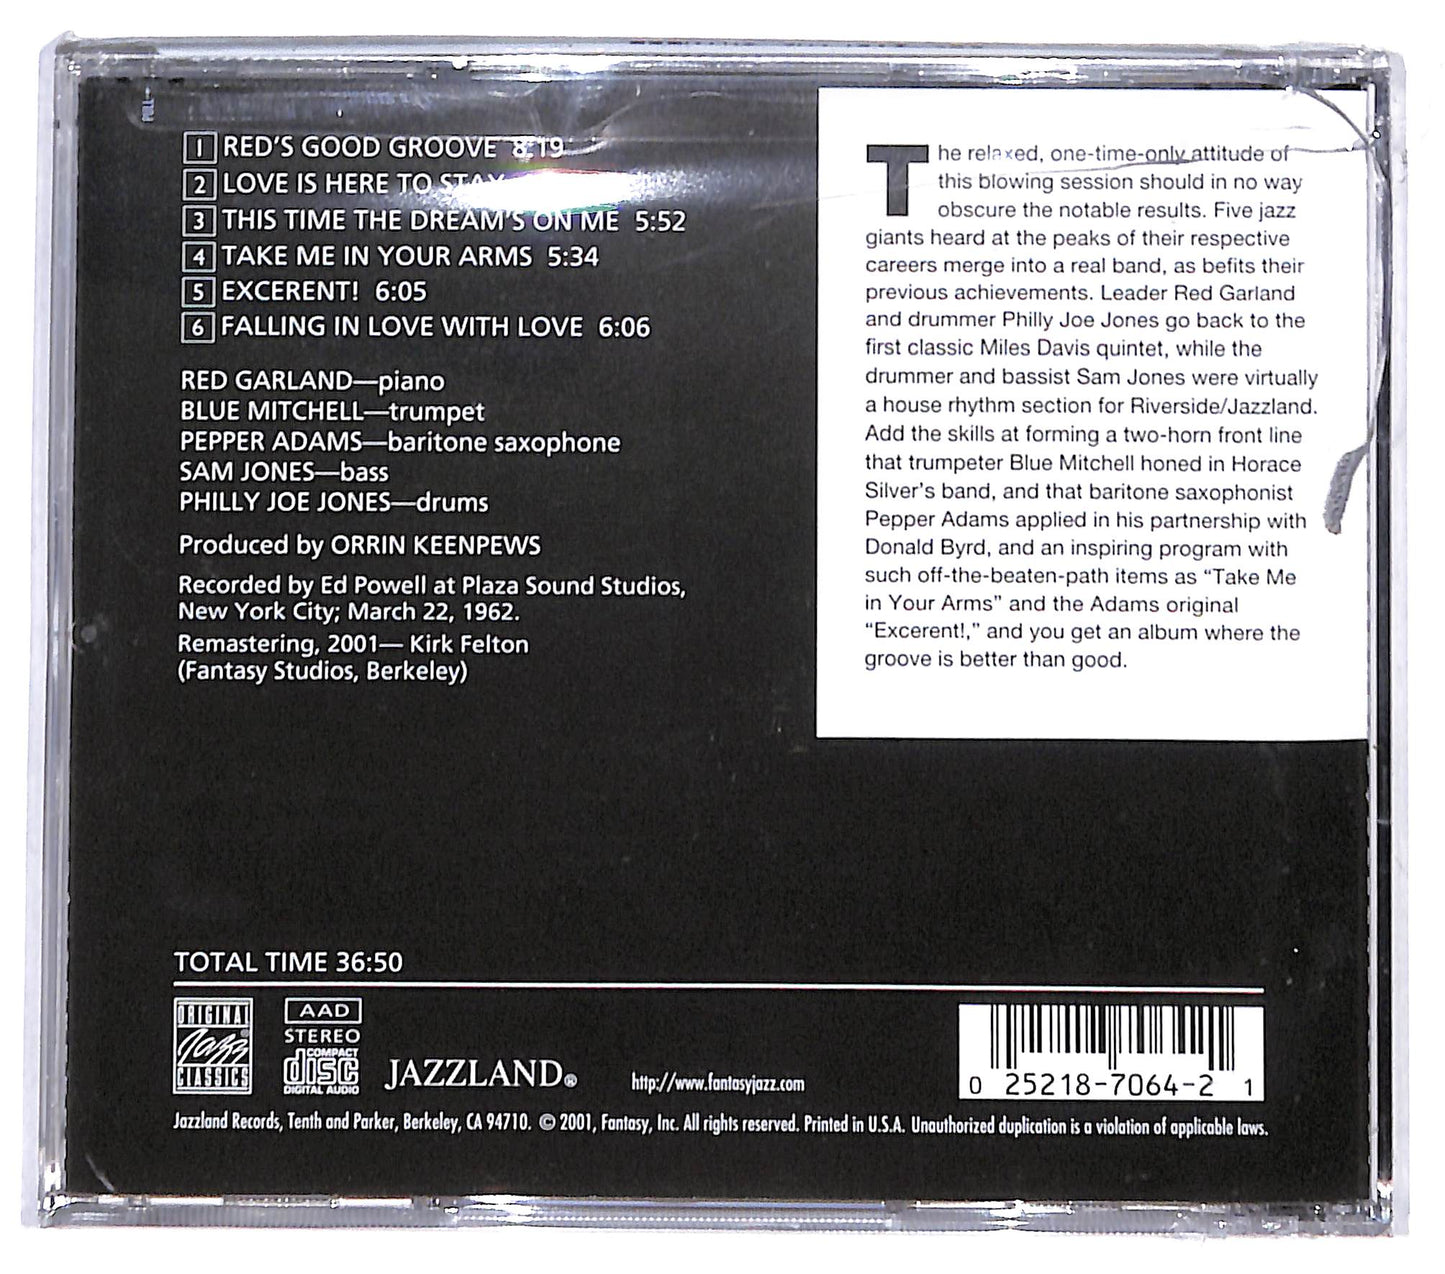 1 RED'S GOOD GROOVE 8:19
2 LOVE IS HERE TO STAY
3 THIS TIME THE DREAM'S ON ME 5:52
4 TAKE ME IN YOUR ARMS 5:34
5 EXCERENT! 6:05
6 FALLING IN LOVE WITH LOVE 6:06
RED GARLAND—piano
BLUE MITCHELL—trumpet
PEPPER ADAMS—baritone saxophone
SAM JONES—bass
PHILLY JOE JONES—drums
Produced by ORRIN KEENPEWS
Recorded by Ed Powell at Plaza Sound Studios,
New York City; March 22, 1962.
Remastering, 2001— Kirk Felton
(Fantasy Studios, Berkeley)
The relaxed, one-time-only attitude of
this blowing session should in no way
obscure the notable results. Five jazz
giants heard at the peaks of their respective
careers merge into a real band, as befits their
previous achievements. Leader Red Garland
and drummer Philly Joe Jones go back to the
first classic Miles Davis quintet, while the
drummer and bassist Sam Jones were virtually
a house rhythm section for Riverside/Jazzland.
Add the skills at forming a two-horn front line
that trumpeter Blue Mitchell honed in Horace
Silver's band, and that baritone saxophonist
Pepper Adams applied in his partnership with
Donald Byrd, and an inspiring program with
such off-the-beaten-path items as “Take Me
in Your Arms” and the Adams original
“Excerent!,” and you get an album where the
groove is better than good.
TOTAL TIME 36:50
ORIGINAL
Jazz
CLASSICS
AAD
STEREO
COMPACT
disc
DIGITAL AUDIO
JAZZLAND®
http://www.fantasyjazz.com
0 25218-7064-2 1
Jazzland Records, Tenth and Parker, Berkeley, CA 94710. © 2001, Fantasy, Inc. All rights reserved. Printed in U.S.A. Unauthorized duplication is a violation of applicable laws.